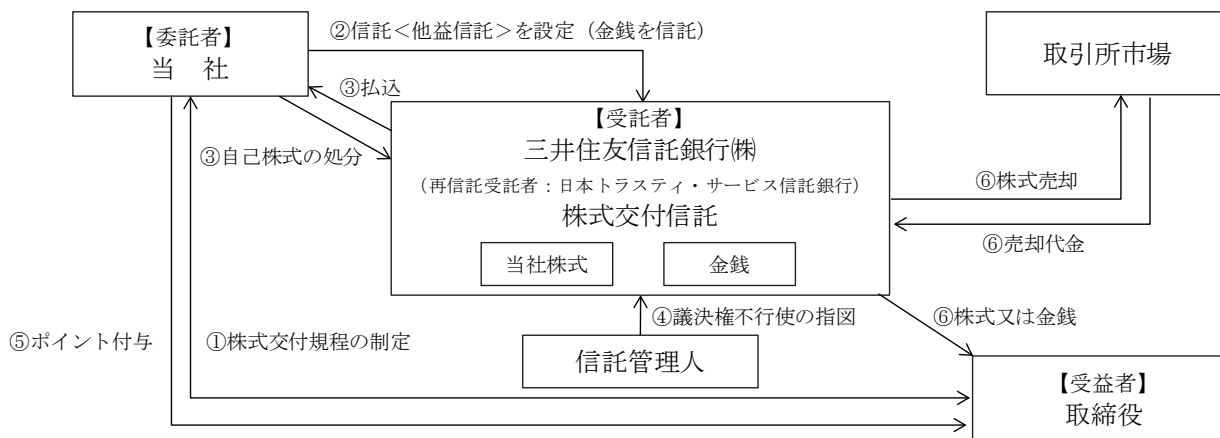 【委託者】
当 社
②信託＜他益信託＞を設定（金銭を信託）
取引所市場
③払込
③自己株式の処分
【受託者】
三井住友信託銀行㈱
（再信託受託者：日本トラスティ・サービス信託銀行）
株式交付信託
当社株式
金銭
⑥株式売却
⑥売却代金
④議決権不行使の指図
⑥株式又は金銭
⑤ポイント付与
①株式交付規程の制定
信託管理人
【受益者】
取締役